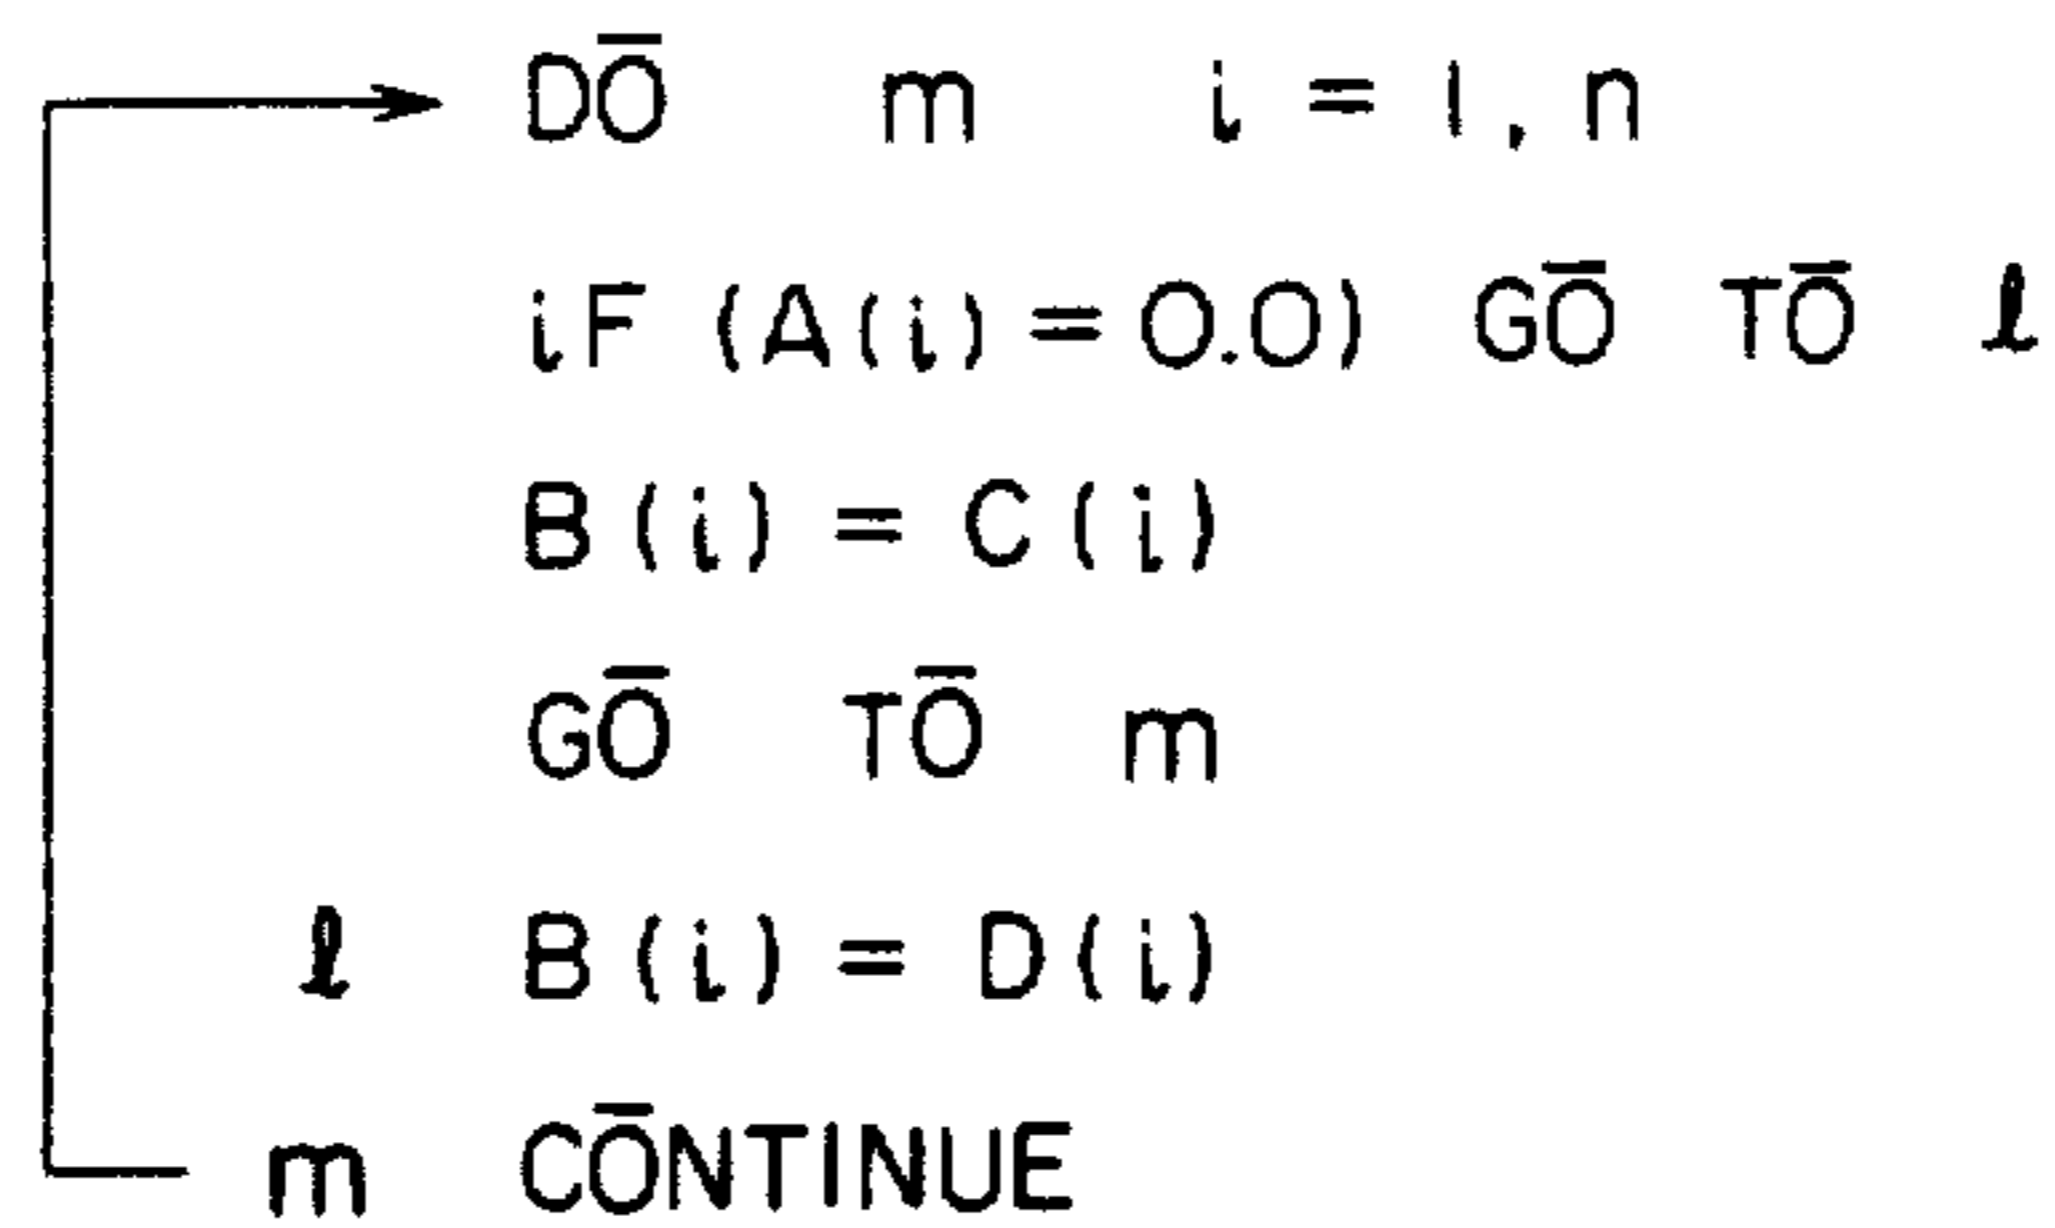 DŌ m i = 1, n
iF (A(i) = 0.0) GŌ TŌ ℓ
B(i) = C(i)
GŌ TŌ m
ℓ B(i) = D(i)
m CŌNTINUE